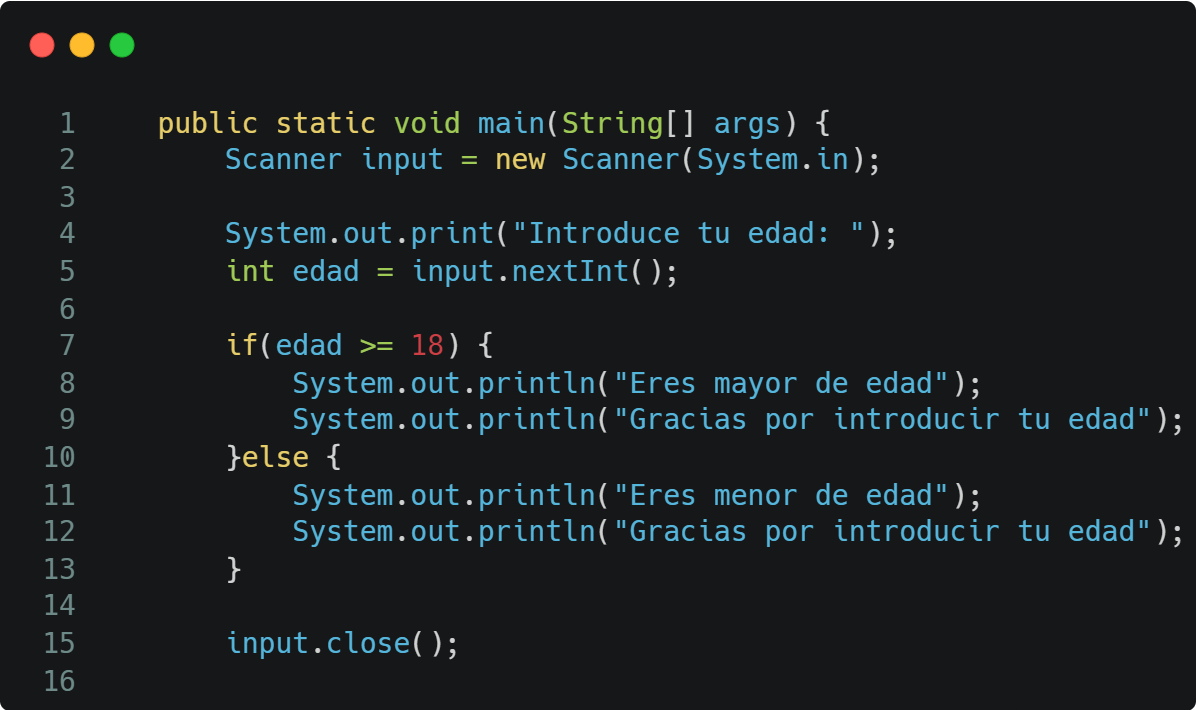 1    public static void main(String[] args) {
2        Scanner input = new Scanner(System.in);
3
4        System.out.print("Introduce tu edad: ");
5        int edad = input.nextInt();
6
7        if(edad >= 18) {
8            System.out.println("Eres mayor de edad");
9            System.out.println("Gracias por introducir tu edad");
10        }else {
11            System.out.println("Eres menor de edad");
12            System.out.println("Gracias por introducir tu edad");
13        }
14
15        input.close();
16